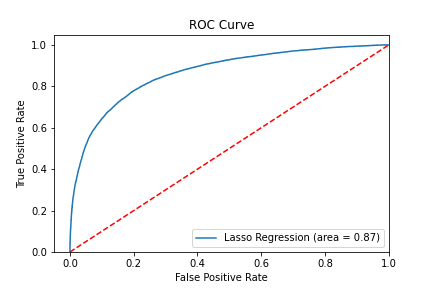 ROC Curve
1.0
0.8
0.6
0.4
0.2
0.0
True Positive Rate
Lasso Regression (area = 0.87)
0.0 0.2 0.4 0.6 0.8 1.0
False Positive Rate